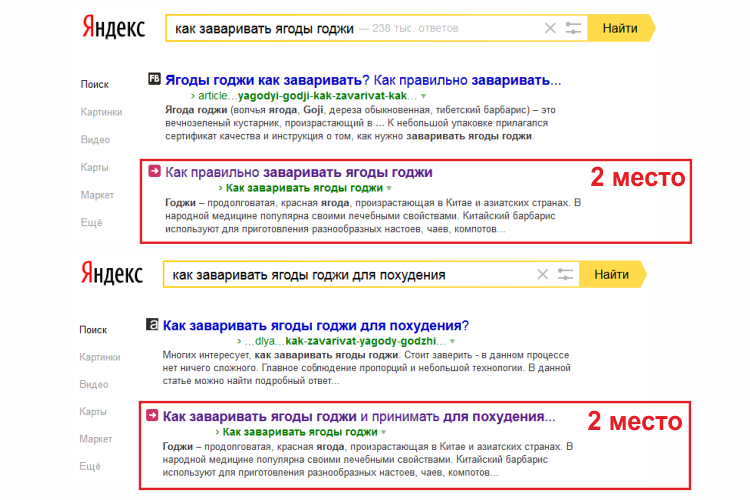 Яндекс
как заваривать ягоды годжи — 238 тыс. ответов
Найти
Поиск
Картинки
Видео
Карты
Маркет
Ещё
FB Ягоды годжи как заваривать? Как правильно заваривать...
› article...yagodyi-godji-kak-zavarivat-kak...
Ягода годжи (вопчья ягода, Goji, дереза обыкновенная, тибетский барбарис) – это
вечнозеленый кустарник, произрастающий в ... К небольшой упаковке прилагался
сертификат качества и инструкция о том, как нужно заваривать ягоды годжи.
Как правильно заваривать ягоды годжи
› Как заваривать ягоды годжи
Годжи – продолговатая, красная ягода, произрастающая в Китае и азиатских странах. В
народной медицине популярна своими лечебными свойствами. Китайский барбарис
используют для приготовления разнообразных настоев, чаев, компотов...
2 место
Яндекс
как заваривать ягоды годжи для похудения
Найти
Поиск
Картинки
Видео
Карты
Маркет
Ещё
a Как заваривать ягоды годжи для похудения?
› ...dlya...kak-zavarivat-yagody-godzhi...
Многих интересует, как заваривать ягоды годжи. Стоит заверить - в данном процессе
нет ничего сложного. Главное соблюдение пропорций и небольшой технологии. В данной
статье можно найти подробный ответ...
Как заваривать ягоды годжи и принимать для похудения...
› Как заваривать ягоды годжи
Годжи – продолговатая, красная ягода, произрастающая в Китае и азиатских странах. В
народной медицине популярна своими лечебными свойствами. Китайский барбарис
используют для приготовления разнообразных настоев, чаев, компотов...
2 место